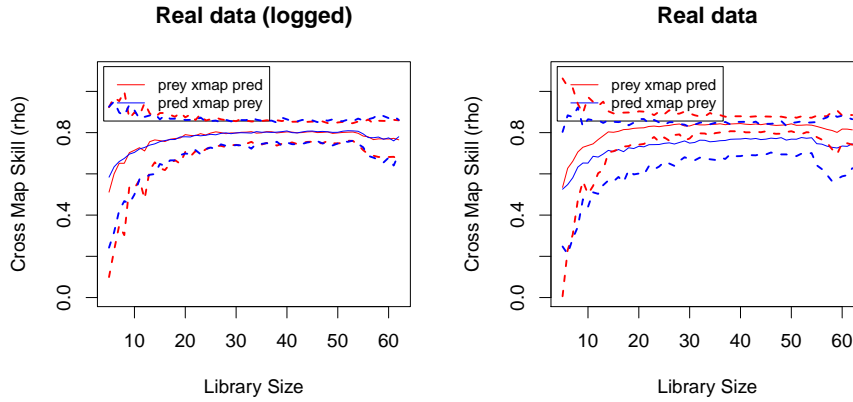 Real data (logged)
prey xmap pred
pred xmap prey
Cross Map Skill (rho)
0.0 0.4 0.8
10 20 30 40 50 60
Library Size
Real data
prey xmap pred
pred xmap prey
Cross Map Skill (rho)
0.0 0.4 0.8
10 20 30 40 50 60
Library Size